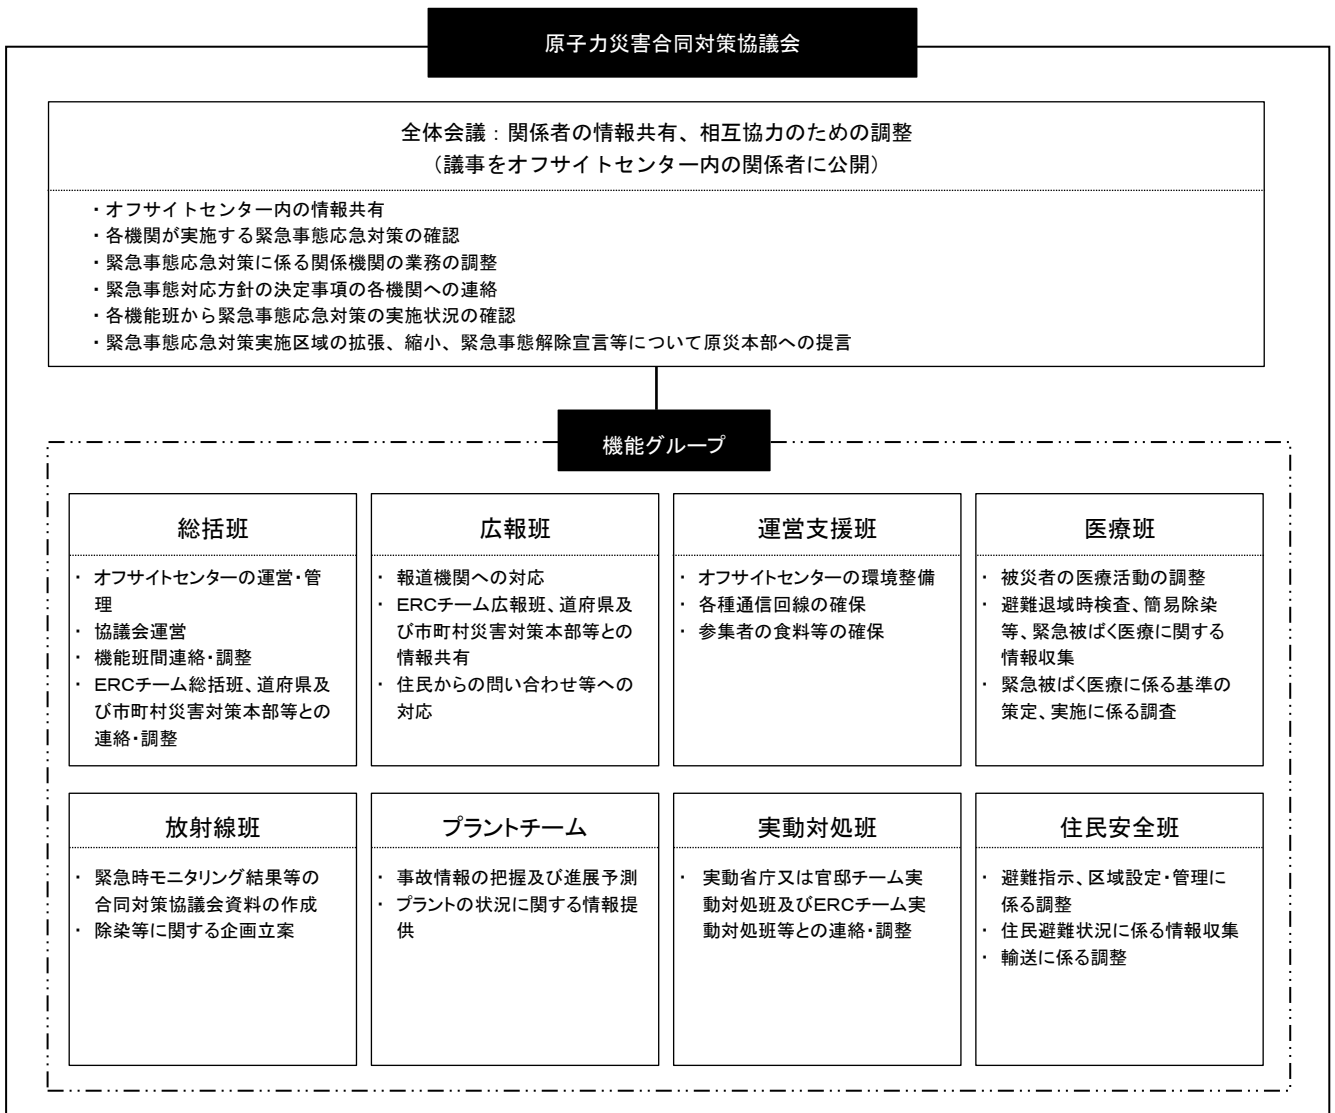 原子力災害合同対策協議会
全体会議：関係者の情報共有、相互協力のための調整
（議事をオフサイトセンター内の関係者に公開）
・オフサイトセンター内の情報共有
・各機関が実施する緊急事態応急対策の確認
・緊急事態応急対策に係る関係機関の業務の調整
・緊急事態対応方針の決定事項の各機関への連絡
・各機能班から緊急事態応急対策の実施状況の確認
・緊急事態応急対策実施区域の拡張、縮小、緊急事態解除宣言等について原災本部への提言
機能グループ
総括班
・ オフサイトセンターの運営・管
理
・ 協議会運営
・ 機能班間連絡・調整
・ ERCチーム総括班、道府県及
び市町村災害対策本部等との
連絡・調整
広報班
・ 報道機関への対応
・ ERCチーム広報班、道府県及
び市町村災害対策本部等との
情報共有
・ 住民からの問い合わせ等への
対応
運営支援班
・ オフサイトセンターの環境整備
・ 各種通信回線の確保
・ 参集者の食料等の確保
医療班
・ 被災者の医療活動の調整
・ 避難退域時検査、簡易除染
等、緊急被ばく医療に関する
情報収集
・ 緊急被ばく医療に係る基準の
策定、実施に係る調査
放射線班
・ 緊急時モニタリング結果等の
合同対策協議会資料の作成
・ 除染等に関する企画立案
プラントチーム
・ 事故情報の把握及び進展予測
・ プラントの状況に関する情報提
供
実動対処班
・ 実動省庁又は官邸チーム実
動対処班及びERCチーム実
動対処班等との連絡・調整
住民安全班
・ 避難指示、区域設定・管理に
係る調整
・ 住民避難状況に係る情報収集
・ 輸送に係る調整